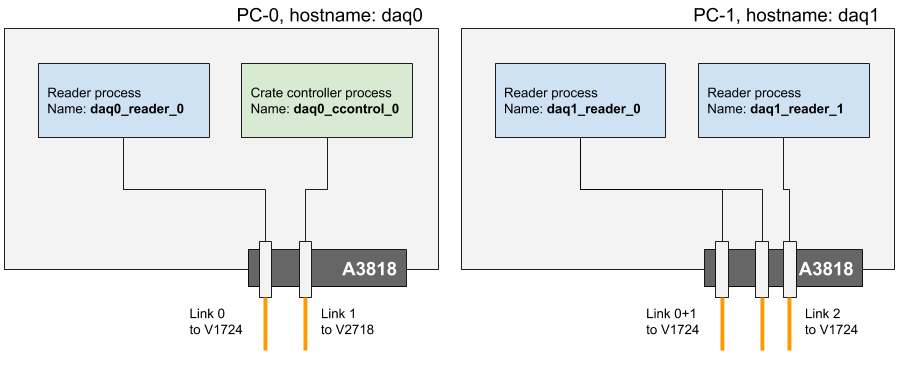 PC-0, hostname: daq0
Reader process
Name: daq0_reader_0
Crate controller process
Name: daq0_ccontrol_0
A3818
Link 0
to V1724
Link 1
to V2718
PC-1, hostname: daq1
Reader process
Name: daq1_reader_0
Reader process
Name: daq1_reader_1
A3818
Link 0+1
to V1724
Link 2
to V1724